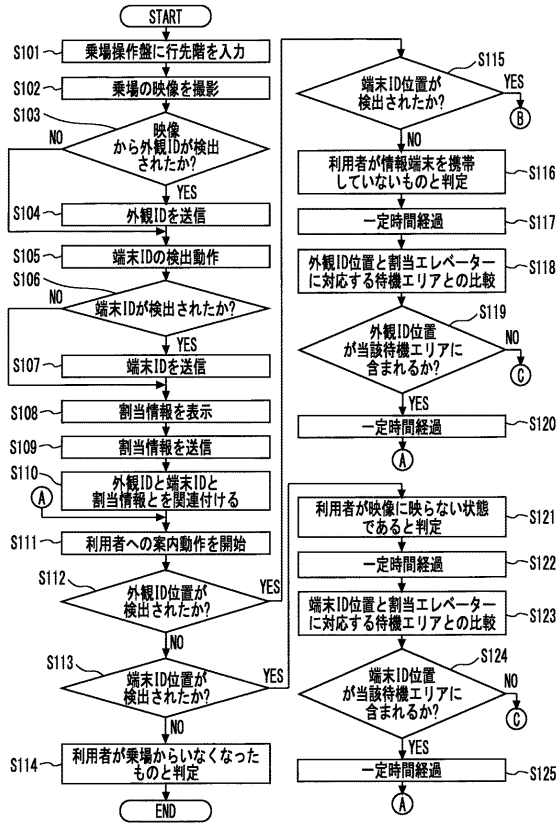 START
S101
乗場操作盤に行先階を入力
S102
乗場の映像を撮影
S103
映像
から外観IDが検出
されたか?
NO
YES
S104
外観IDを送信
S105
端末IDの検出動作
S106
端末IDが検出されたか?
NO
YES
S107
端末IDを送信
S108
割当情報を表示
S109
割当情報を送信
S110
外観IDと端末IDと
割当情報とを関連付ける
A
S111
利用者への案内動作を開始
S112
外観ID位置が
検出されたか?
YES
NO
S113
端末ID位置が
検出されたか?
YES
NO
S114
利用者が乗場からいなくなった
ものと判定
END
S115
端末ID位置が
検出されたか?
YES
B
NO
S116
利用者が情報端末を携帯
していないものと判定
S117
一定時間経過
S118
外観ID位置と割当エレベーター
に対応する待機エリアとの比較
S119
外観ID位置
が当該待機エリアに
含まれるか?
NO
C
YES
S120
一定時間経過
A
S121
利用者が映像に映らない状態
であると判定
S122
一定時間経過
S123
端末ID位置と割当エレベーター
に対応する待機エリアとの比較
S124
端末ID位置
が当該待機エリアに
含まれるか?
NO
C
YES
S125
一定時間経過
A